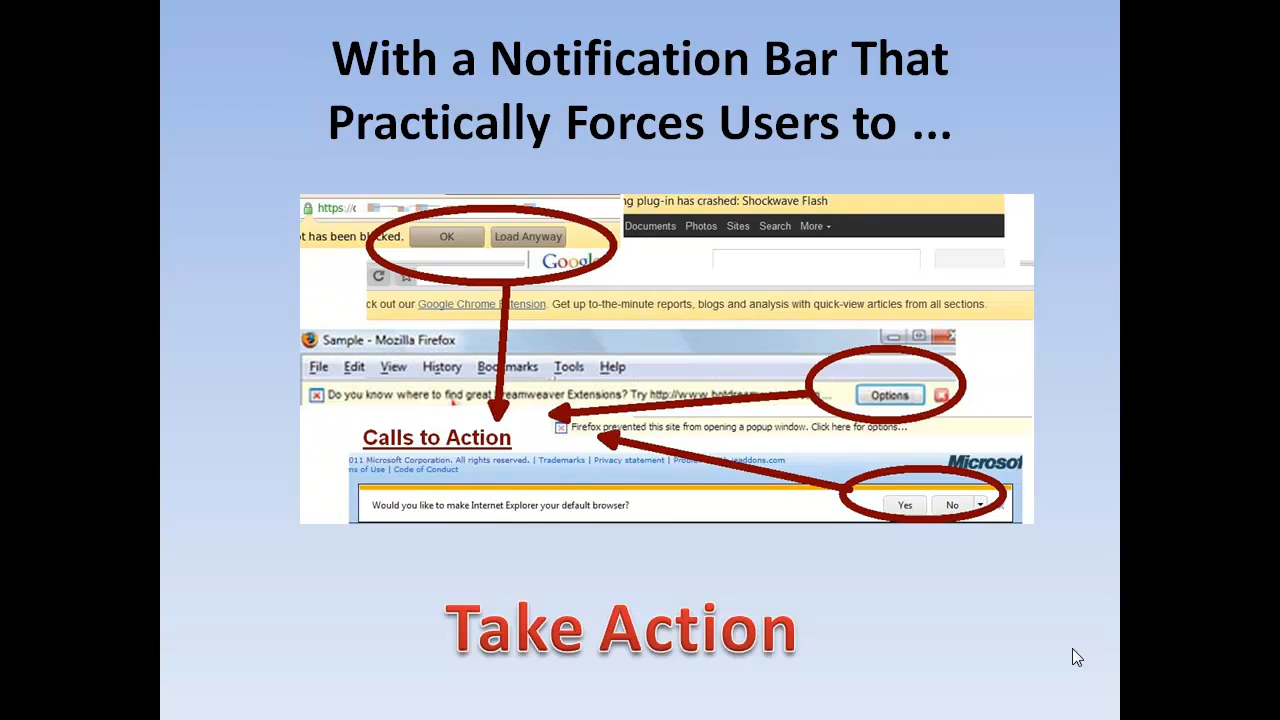 With a Notification Bar That
Practically Forces Users to ...
https://
ng plug-in has crashed: Shockwave Flash
Documents Photos Sites Search More
t has been blocked. OK Load Anyway
Google
ck out our Google Chrome Extension. Get up-to-the-minute reports, blogs and analysis with quick-view articles from all sections.
Sample - Mozilla Firefox
File Edit View History Bookmarks Tools Help
Do you know where to find great Dreamweaver Extensions? Try http://www. ... Options
Firefox prevented this site from opening a popup window. Click here for options...
Calls to Action
011 Microsoft Corporation. All rights reserved. | Trademarks | Privacy statement | ieaddons.com
ms of Use | Code of Conduct
Microsof
Would you like to make Internet Explorer your default browser? Yes No
Take Action